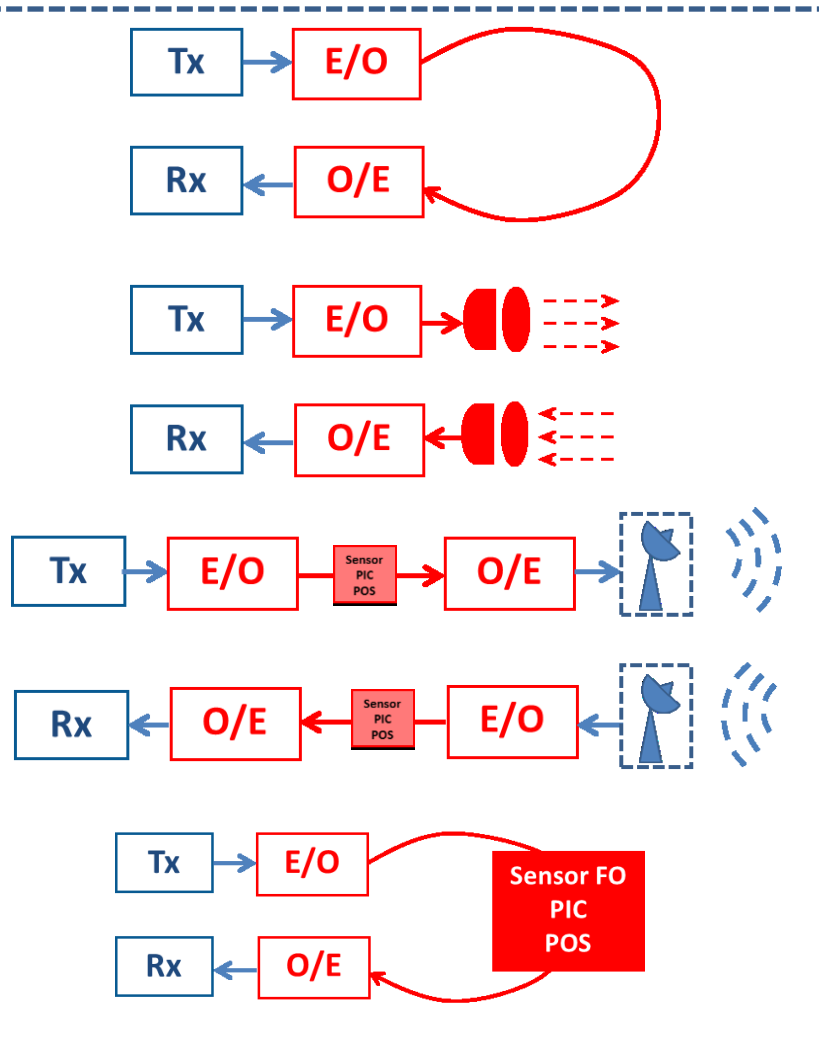 Tx
E/O
Rx
O/E
Tx
E/O
Rx
O/E
Tx
E/O
Sensor
PIC
POS
O/E
Rx
O/E
Sensor
PIC
POS
E/O
Tx
E/O
Sensor FO
PIC
POS
Rx
O/E